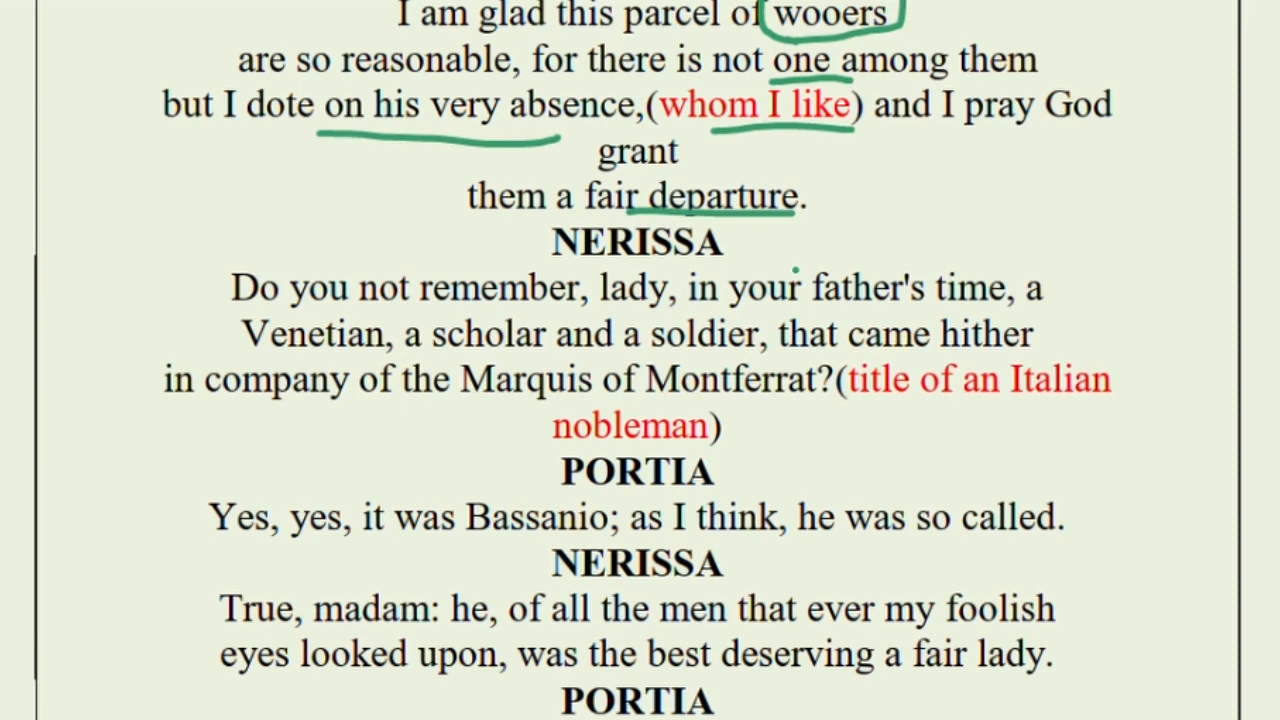 I am glad this parcel of wooers
are so reasonable, for there is not one among them
but I dote on his very absence,(whom I like) and I pray God
grant
them a fair departure.
NERISSA
Do you not remember, lady, in your father's time, a
Venetian, a scholar and a soldier, that came hither
in company of the Marquis of Montferrat?(title of an Italian
nobleman)
PORTIA
Yes, yes, it was Bassanio; as I think, he was so called.
NERISSA
True, madam: he, of all the men that ever my foolish
eyes looked upon, was the best deserving a fair lady.
PORTIA